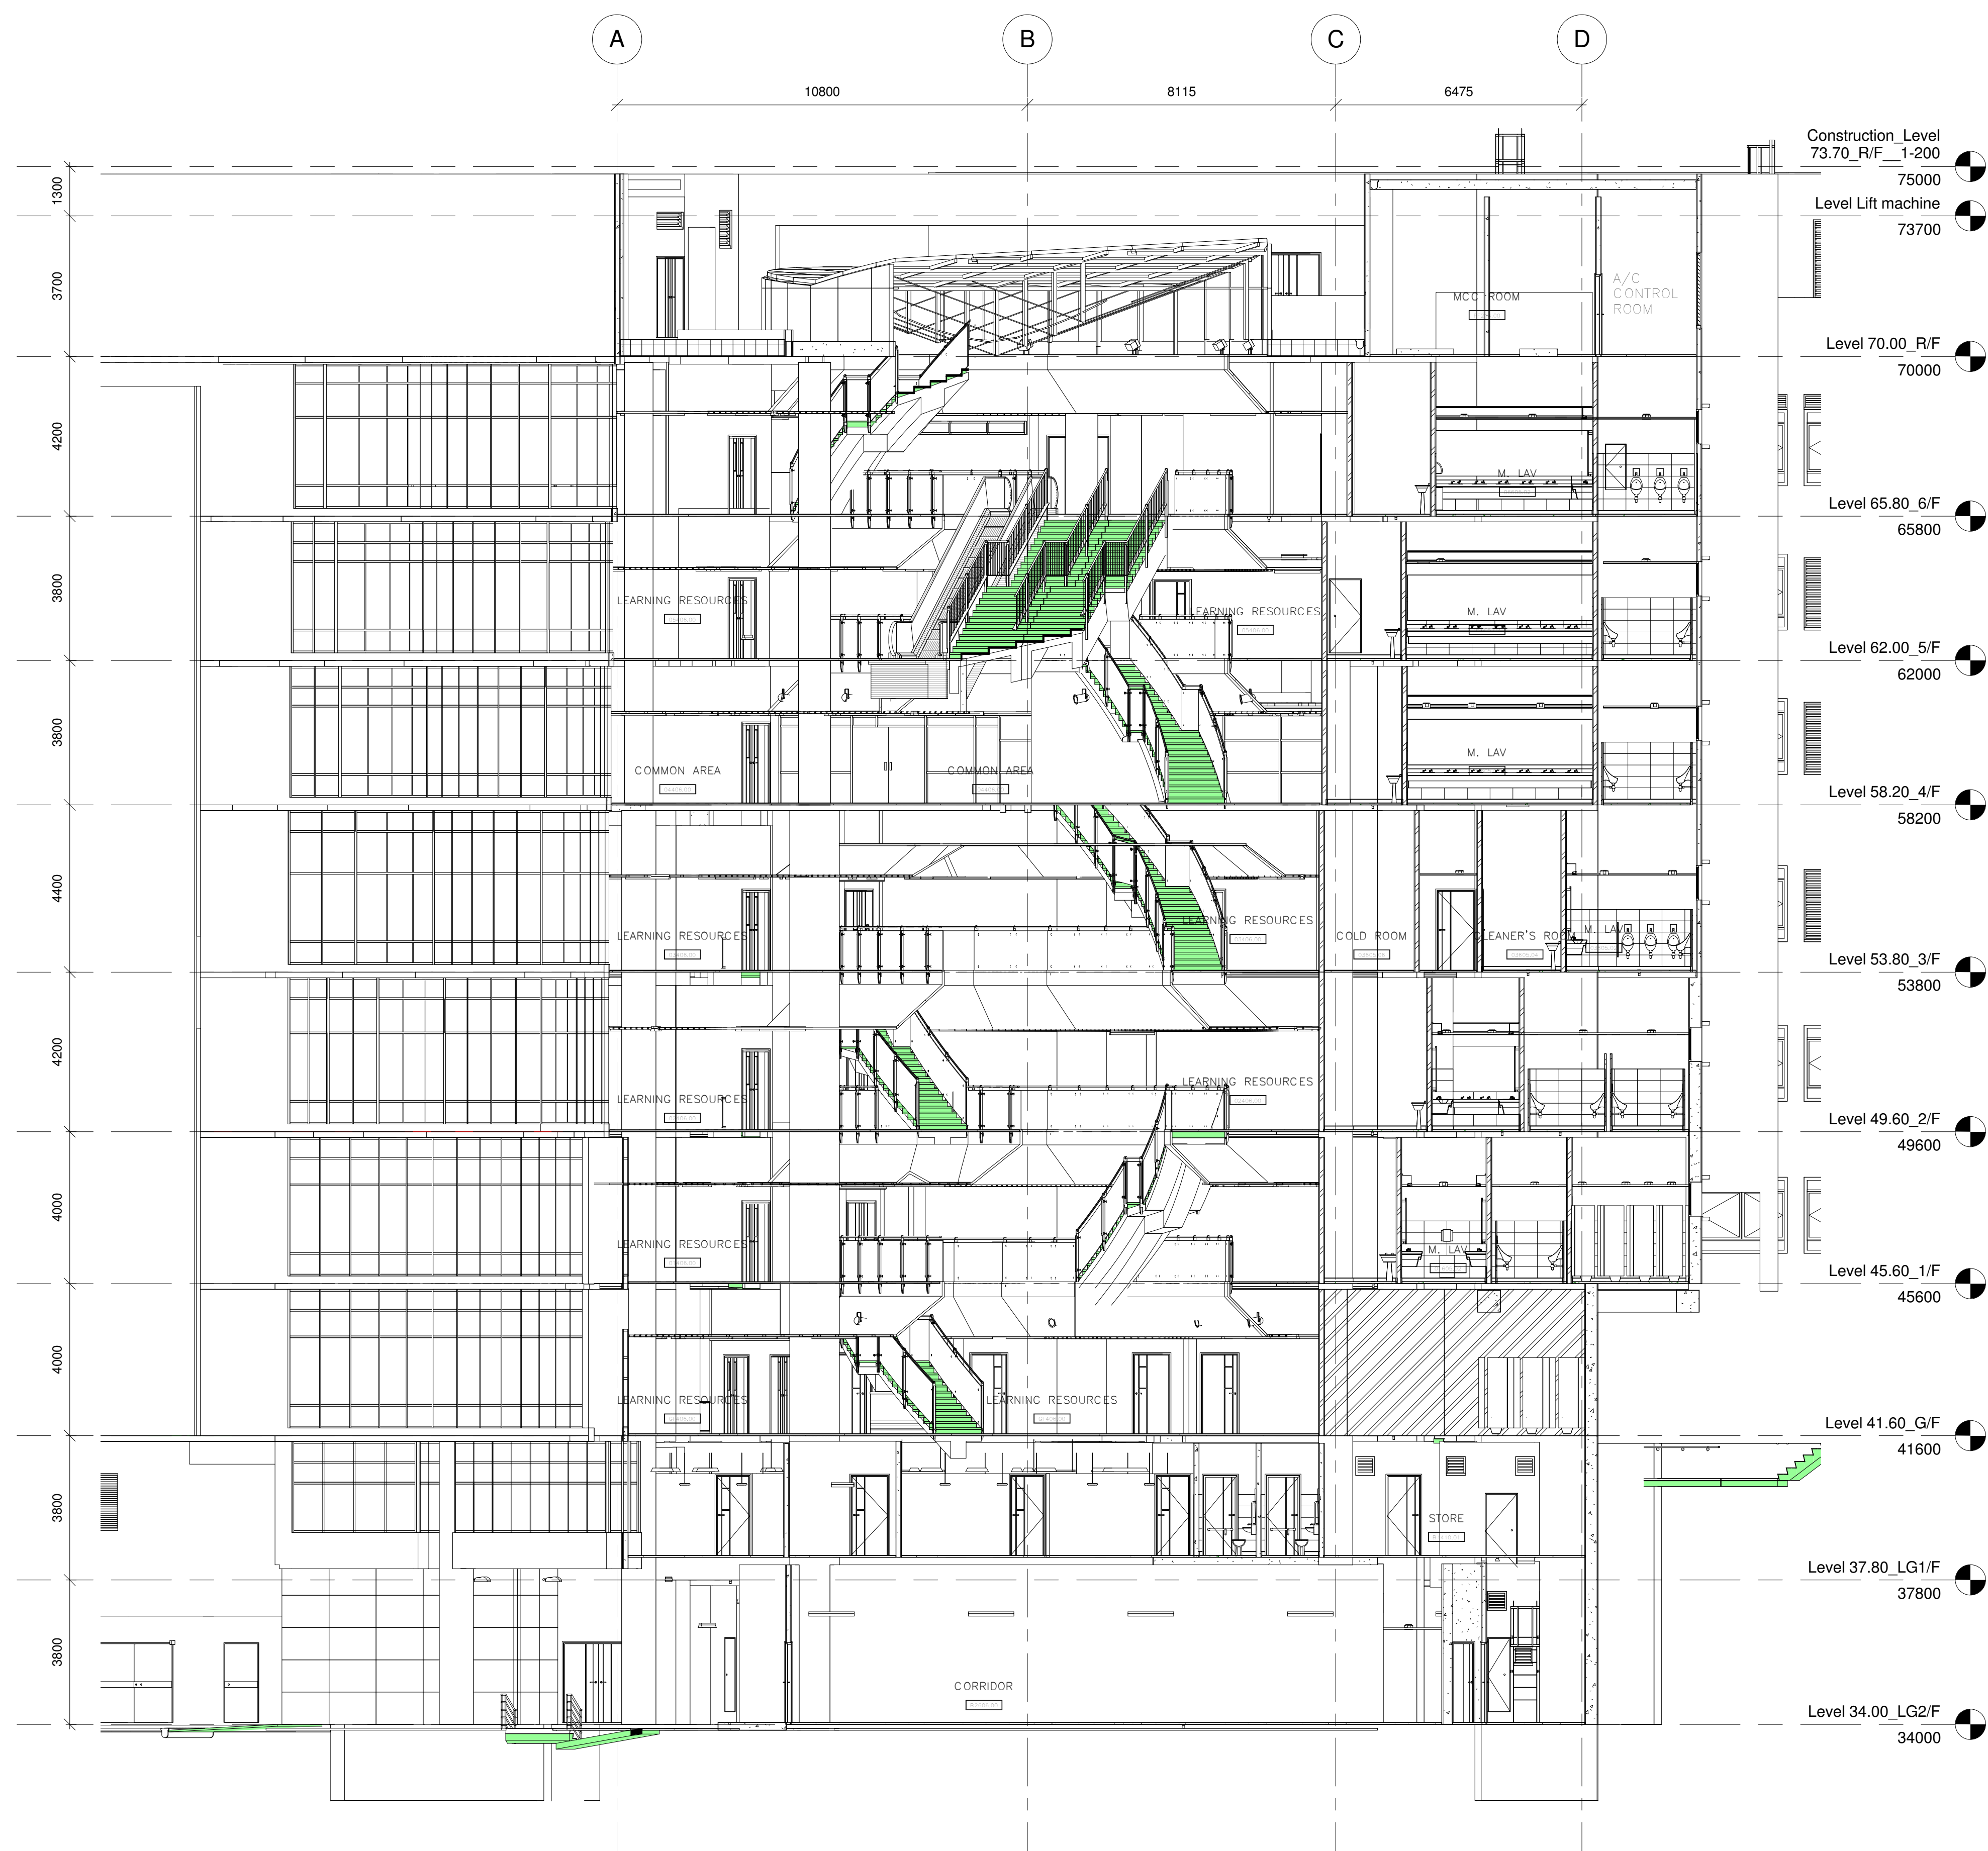 A
B
C
D
10800
8115
6475
Construction_Level
73.70_R/F__1-200
75000
1300
Level Lift machine
73700
3700
A/C
CONTROL
ROOM
MCC ROOM
Level 70.00_R/F
70000
4200
M. LAV
Level 65.80_6/F
65800
3800
LEARNING RESOURCES
LEARNING RESOURCES
M. LAV
Level 62.00_5/F
62000
3800
M. LAV
COMMON AREA
COMMON AREA
Level 58.20_4/F
58200
4400
LEARNING RESOURCES
LEARNING RESOURCES
COLD ROOM
CLEANER'S ROOM
M. LAV
Level 53.80_3/F
53800
4200
LEARNING RESOURCES
LEARNING RESOURCES
Level 49.60_2/F
49600
4000
LEARNING RESOURCES
M. LAV
Level 45.60_1/F
45600
4000
LEARNING RESOURCES
LEARNING RESOURCES
Level 41.60_G/F
41600
3800
STORE
Level 37.80_LG1/F
37800
3800
CORRIDOR
Level 34.00_LG2/F
34000